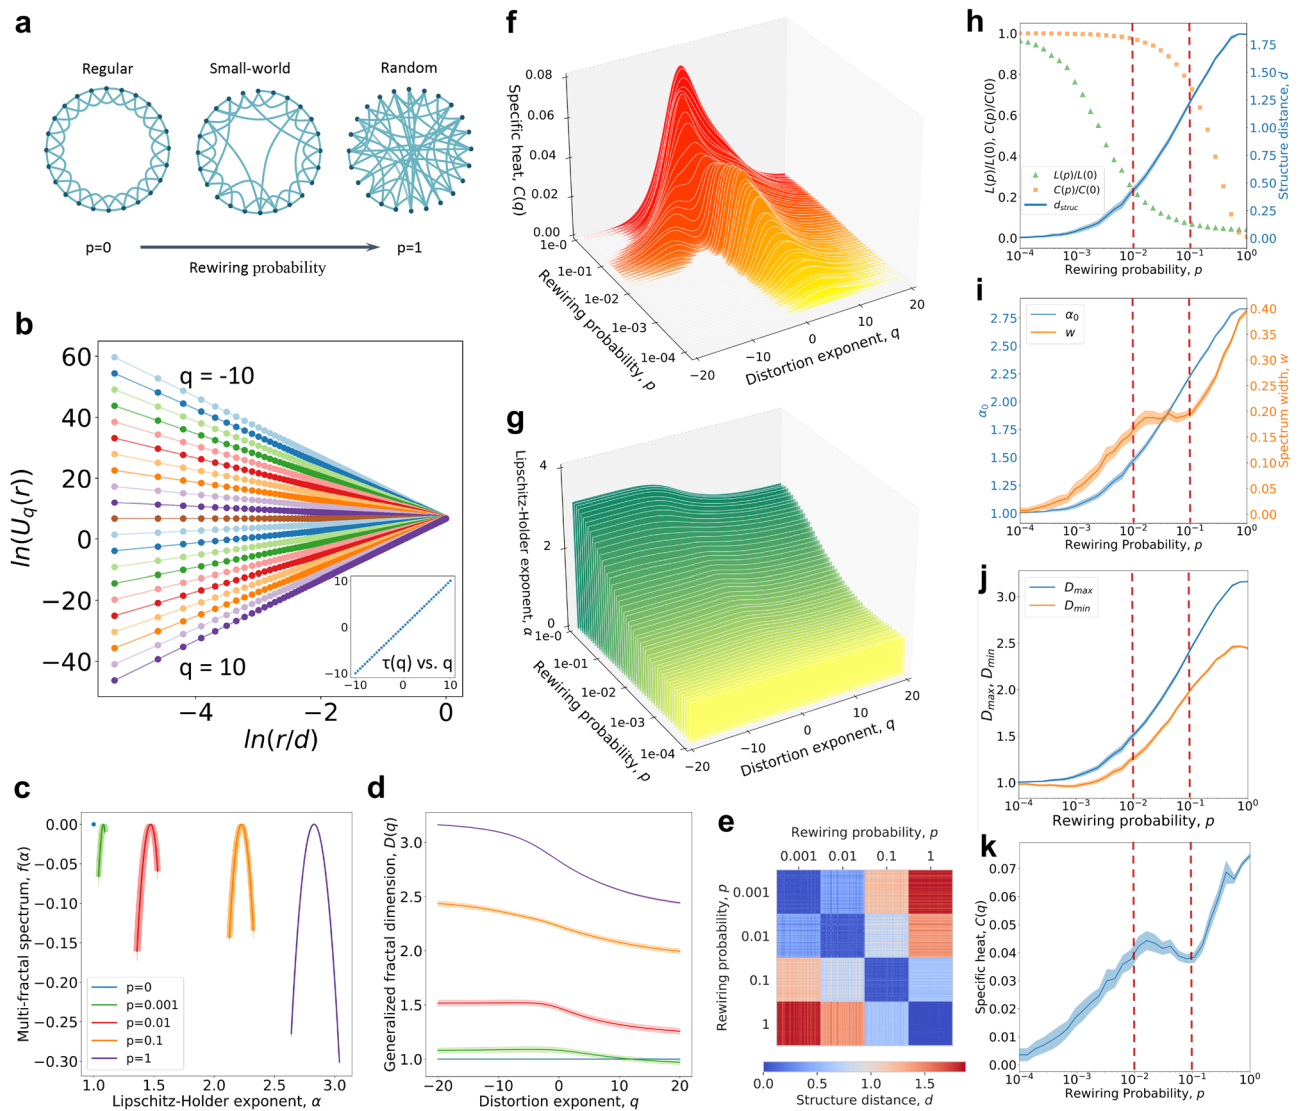 a
Regular
Small-world
Random
p=0
p=1
Rewiring probability
b
60
40
20
0
−20
−40
ln(U_q(r))
q = -10
q = 10
10
0
−10
−10
0
10
τ(q) vs. q
−4
−2
0
ln(r/d)
c
0.00
−0.05
−0.10
−0.15
−0.20
−0.25
−0.30
Multi-fractal spectrum, f(α)
p=0
p=0.001
p=0.01
p=0.1
p=1
1.0
1.5
2.0
2.5
3.0
Lipschitz-Holder exponent, α
d
3.0
2.5
2.0
1.5
1.0
Generalized fractal dimension, D(q)
−20
−10
0
10
20
Distortion exponent, q
e
Rewiring probability, p
0.001
0.01
0.1
1
0.001
0.01
0.1
1
Rewiring probability, p
0.0
0.5
1.0
1.5
Structure distance, d
f
0.08
0.06
0.04
0.02
0.00
Specific heat, C(q)
1e-0
1e-01
1e-02
1e-03
1e-04
Rewiring probability, p
−20
−10
0
10
20
Distortion exponent, q
g
4
2
0
Lipschitz-Holder exponent, α
1e-0
1e-01
1e-02
1e-03
1e-04
Rewiring probability, p
−20
−10
0
10
20
Distortion exponent, q
h
1.0
0.8
0.6
0.4
0.2
0.0
L(p)/L(0), C(p)/C(0)
L(p)/L(0)
C(p)/C(0)
d_struc
1.75
1.50
1.25
1.00
0.75
0.50
0.25
0.00
Structure distance, d
10⁻⁴
10⁻³
10⁻²
10⁻¹
10⁰
Rewiring probability, p
i
2.75
2.50
2.25
2.00
1.75
1.50
1.25
1.00
α₀
α₀
w
0.40
0.35
0.30
0.25
0.20
0.15
0.10
0.05
0.00
Spectrum width, w
10⁻⁴
10⁻³
10⁻²
10⁻¹
10⁰
Rewiring Probability, p
j
3.0
2.5
2.0
1.5
1.0
D_max, D_min
D_max
D_min
10⁻⁴
10⁻³
10⁻²
10⁻¹
10⁰
Rewiring probability, p
k
0.07
0.06
0.05
0.04
0.03
0.02
0.01
0.00
Specific heat, C(q)
10⁻⁴
10⁻³
10⁻²
10⁻¹
10⁰
Rewiring Probability, p